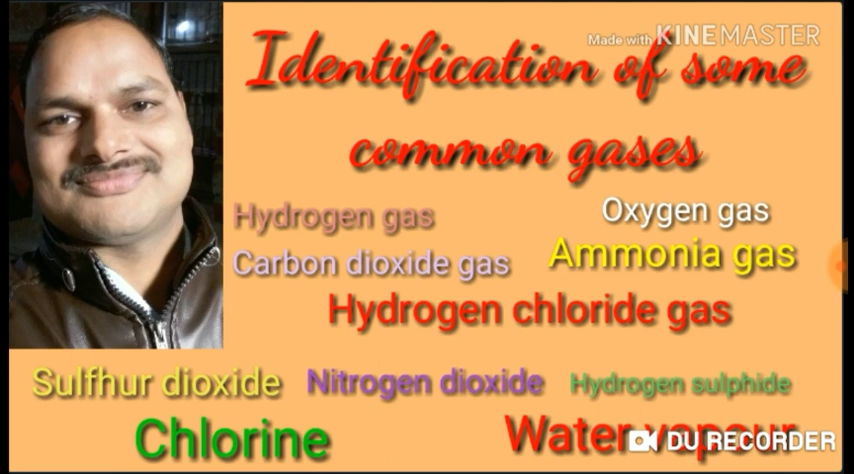 Made with KINEMASTER
Identification of some
common gases
Hydrogen gas
Oxygen gas
Carbon dioxide gas
Ammonia gas
Hydrogen chloride gas
Sulfhur dioxide
Nitrogen dioxide
Hydrogen sulphide
Chlorine
Water vapour
DU RECORDER